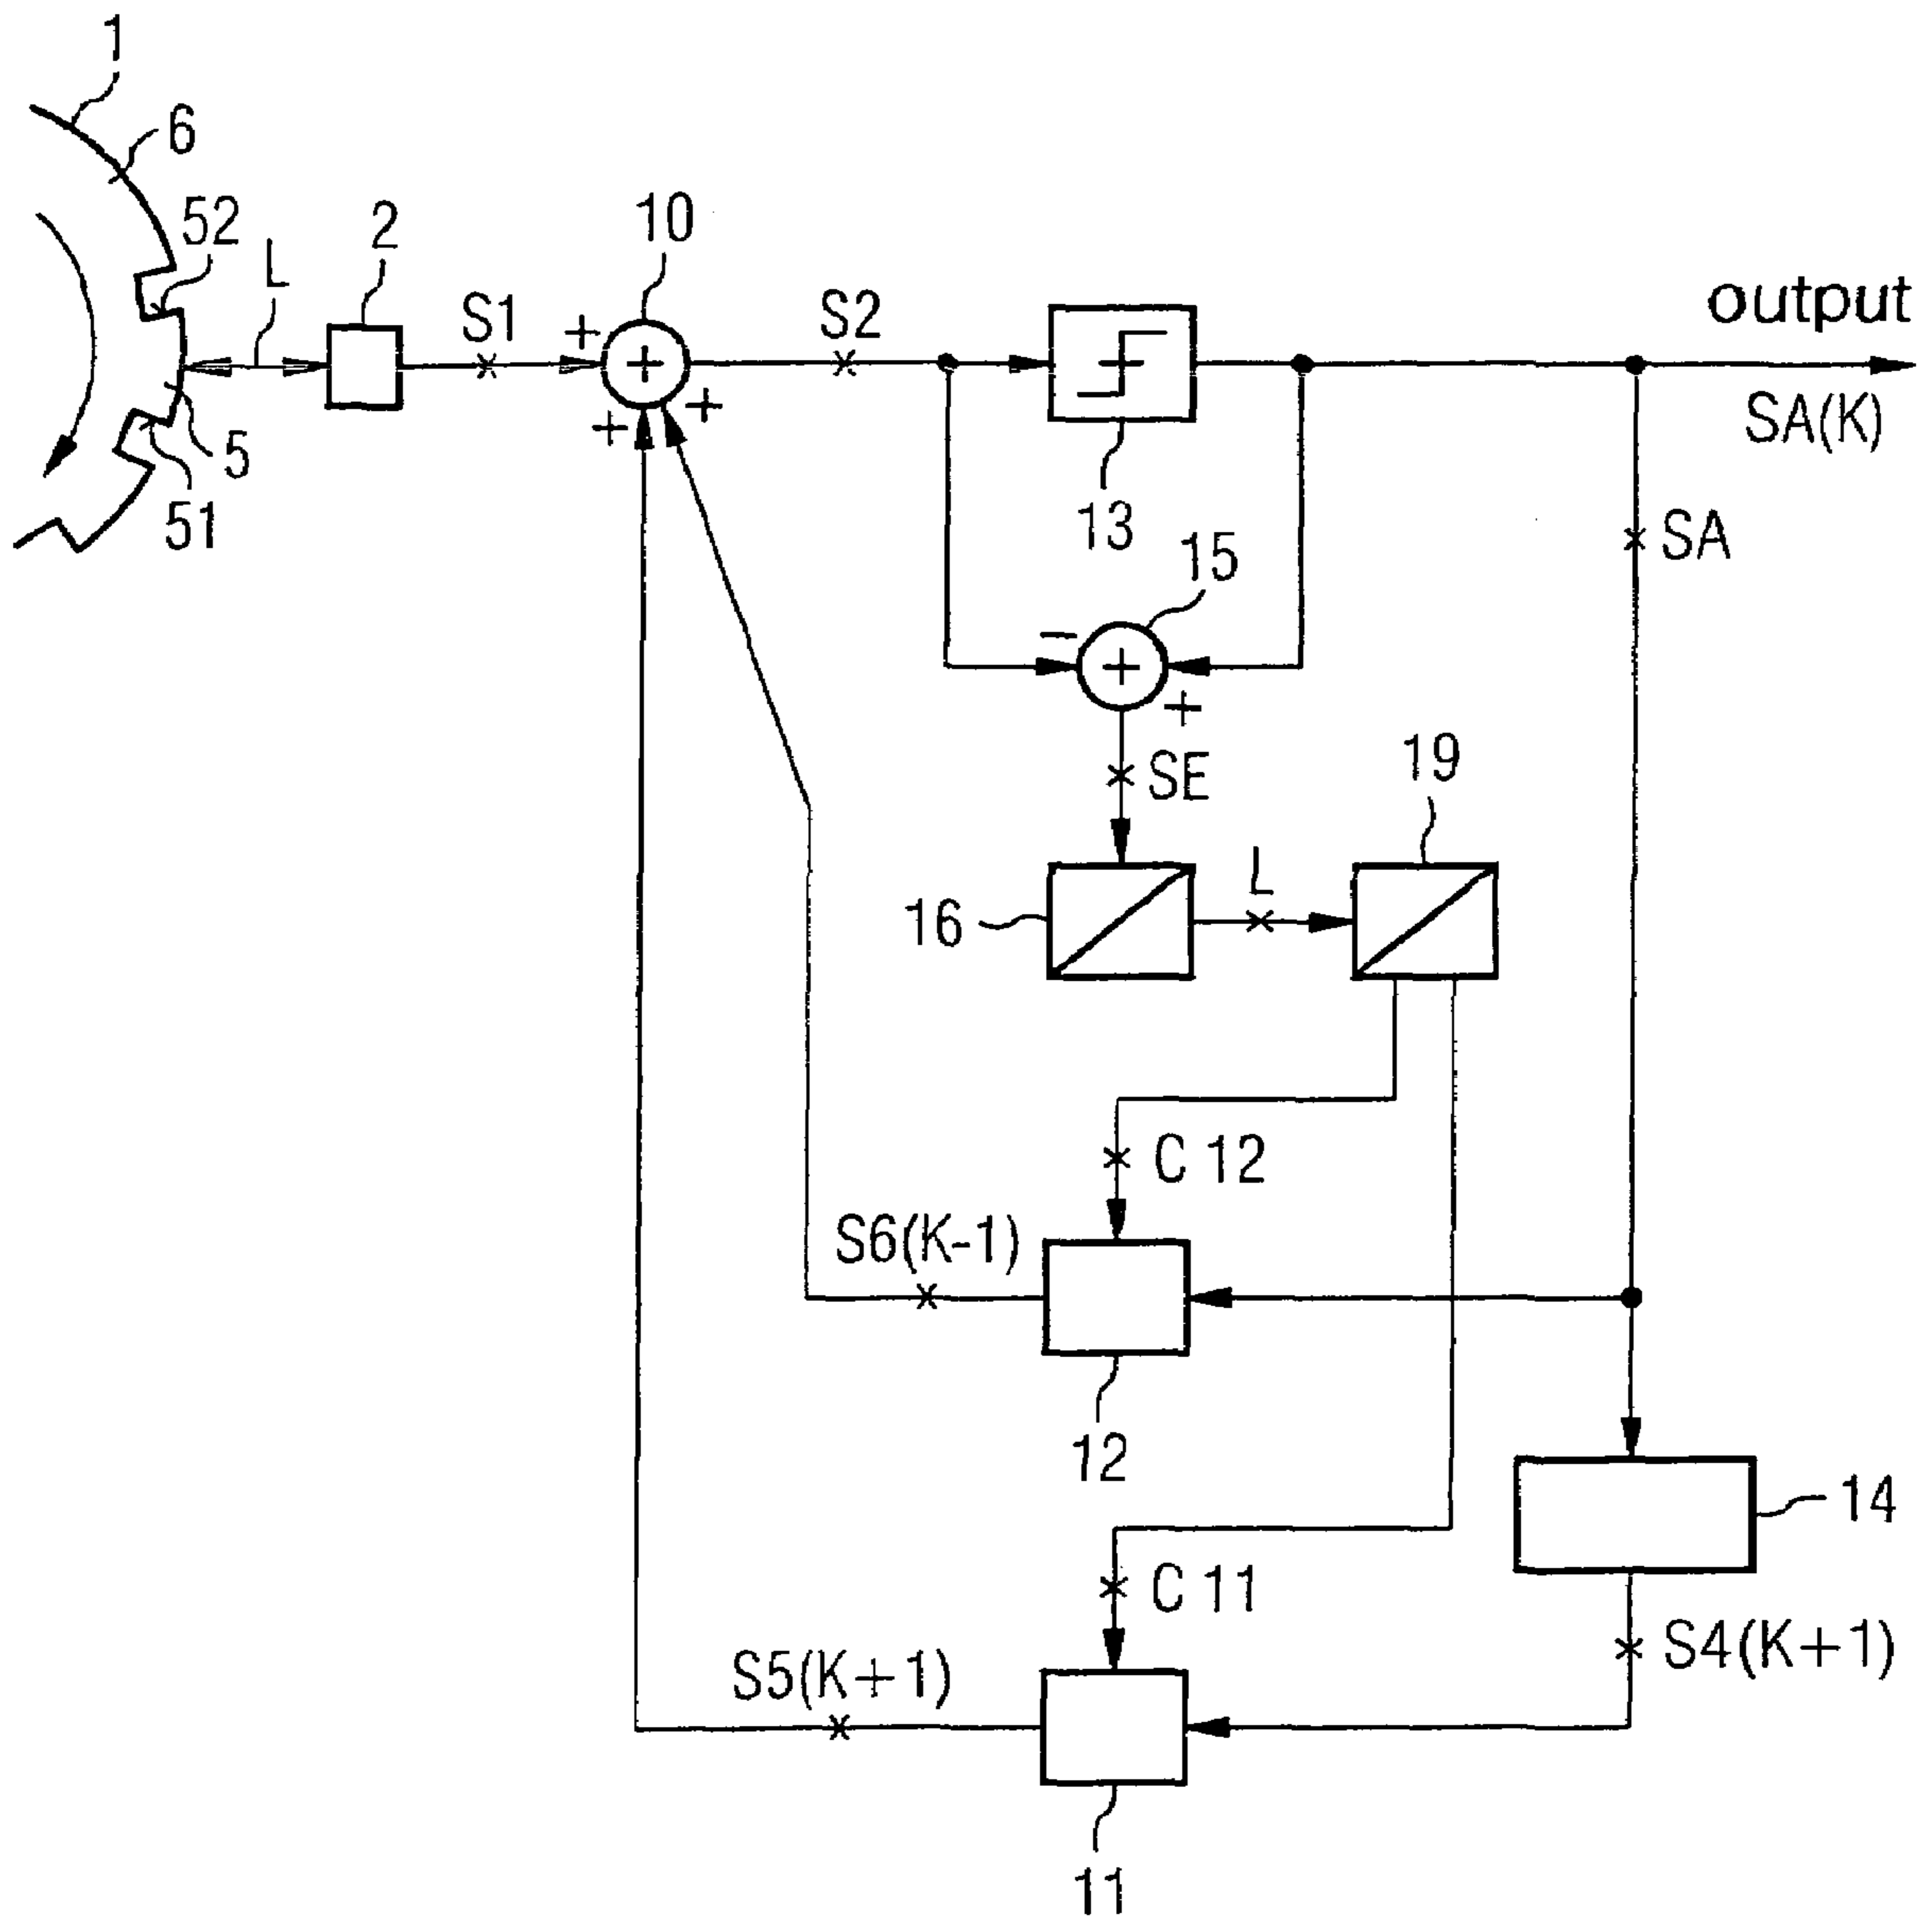 1
6
52
L
2
S1
+
10
+
+
+
S2
13
output
SA(K)
5
51
SA
15
−
+
+
SE
19
16
L
C 12
S6(K-1)
12
14
C 11
S4(K+1)
S5(K+1)
11